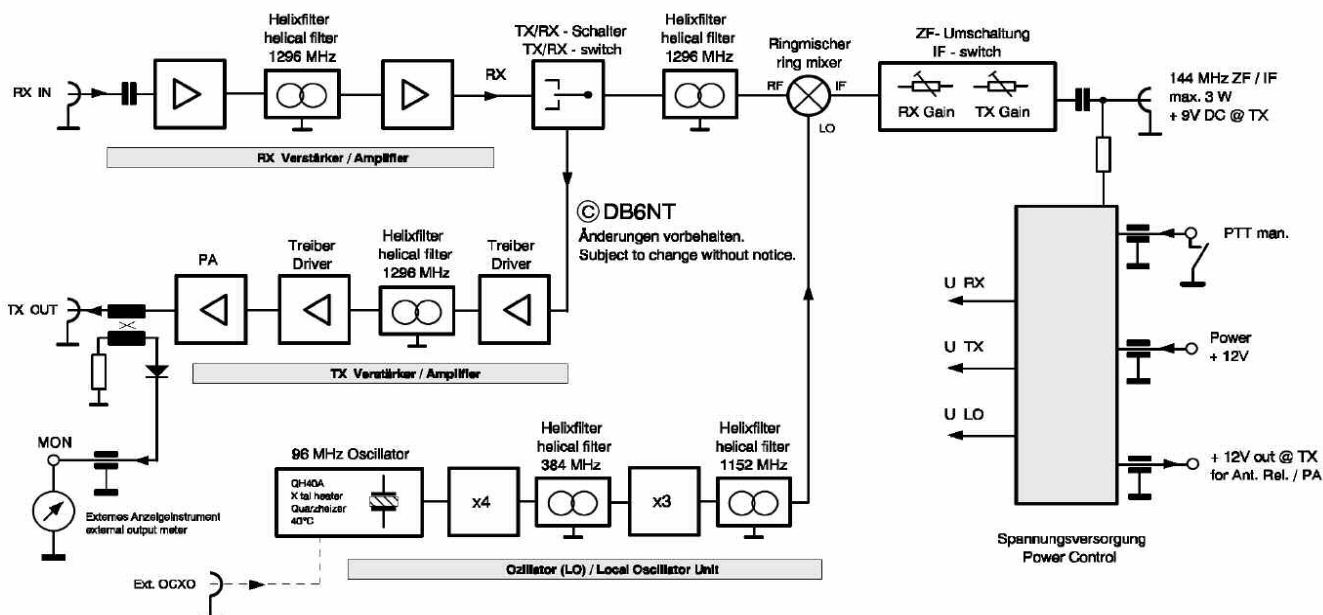 Helixfilter
helical filter
1296 MHz
TX/RX - Schalter
TX/RX - switch
Helixfilter
helical filter
1296 MHz
Ringmischer
ring mixer
ZF- Umschaltung
IF - switch
RX IN
RX
RF
IF
LO
RX Gain
TX Gain
144 MHz ZF / IF
max. 3 W
+ 9V DC @ TX
RX Verstärker / Amplifier
© DB6NT
Änderungen vorbehalten.
Subject to change without notice.
PA
Treiber
Driver
Helixfilter
helical filter
1296 MHz
Treiber
Driver
TX OUT
TX Verstärker / Amplifier
PTT man.
U RX
Power
+ 12V
U TX
U LO
+ 12V out @ TX
for Ant. Rel. / PA
Spannungsversorgung
Power Control
MON
Externes Anzeigeinstrument
external output meter
96 MHz Oscillator
QH40A
X tal heater
Quarzheizer
40°C
x4
Helixfilter
helical filter
384 MHz
x3
Helixfilter
helical filter
1152 MHz
Ext. OCXO
Ozillator (LO) / Local Oscillator Unit